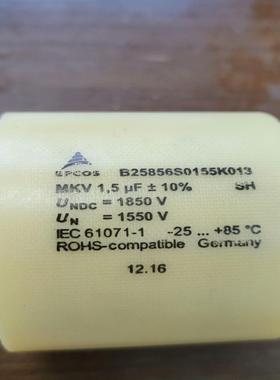 EPCOS B25856S0155K013
MKV 1,5 µF ± 10% SH
UNDC = 1850 V
UN = 1550 V
IEC 61071-1 -25 ... +85 °C
ROHS-compatible Germany
12.16